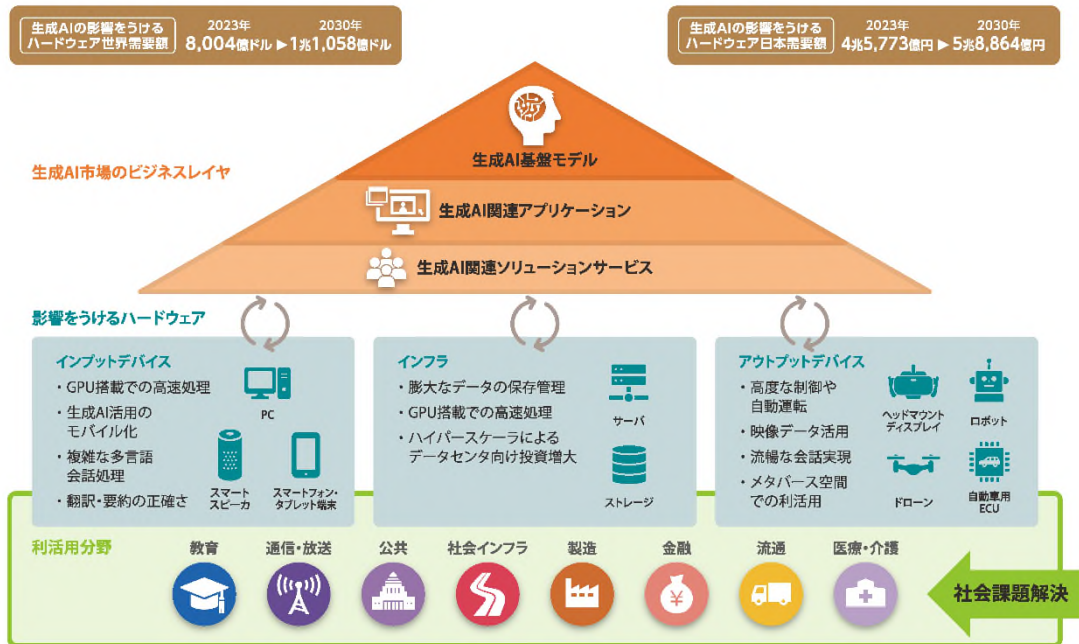 生成AIの影響をうける
ハードウェア世界需要額
2023年
2030年
8,004億ドル ▶ 1兆1,058億ドル
生成AIの影響をうける
ハードウェア日本需要額
2023年
2030年
4兆5,773億円 ▶ 5兆8,864億円
生成AI市場のビジネスレイヤ
生成AI基盤モデル
生成AI関連アプリケーション
生成AI関連ソリューションサービス
影響をうけるハードウェア
インプットデバイス
・GPU搭載での高速処理
・生成AI活用の
モバイル化
・複雑な多言語
会話処理
・翻訳・要約の正確さ
PC
スマート
スピーカ
スマートフォン・
タブレット端末
インフラ
・膨大なデータの保存管理
・GPU搭載での高速処理
・ハイパースケーラによる
データセンタ向け投資増大
サーバ
ストレージ
アウトプットデバイス
・高度な制御や
自動運転
・映像データ活用
・流暢な会話実現
・メタバース空間
での利活用
ヘッドマウント
ディスプレイ
ロボット
ドローン
自動車用
ECU
利活用分野
教育
通信・放送
公共
社会インフラ
製造
金融
流通
医療・介護
¥
社会課題解決